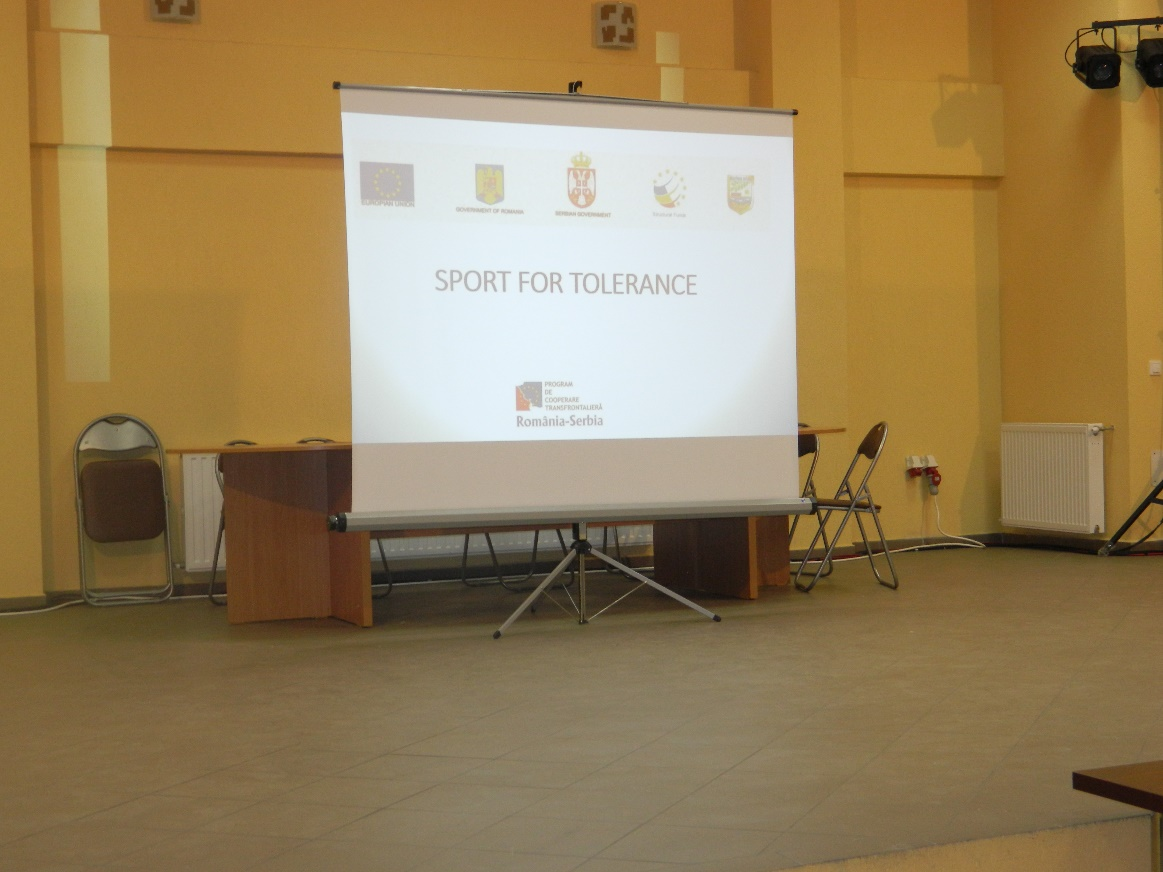 EUROPEAN UNION
GOVERNMENT OF ROMANIA
SERBIAN GOVERNMENT
SPORT FOR TOLERANCE
PROGRAM
DE
COOPERARE
TRANSFRONTALIERĂ
România-Serbia